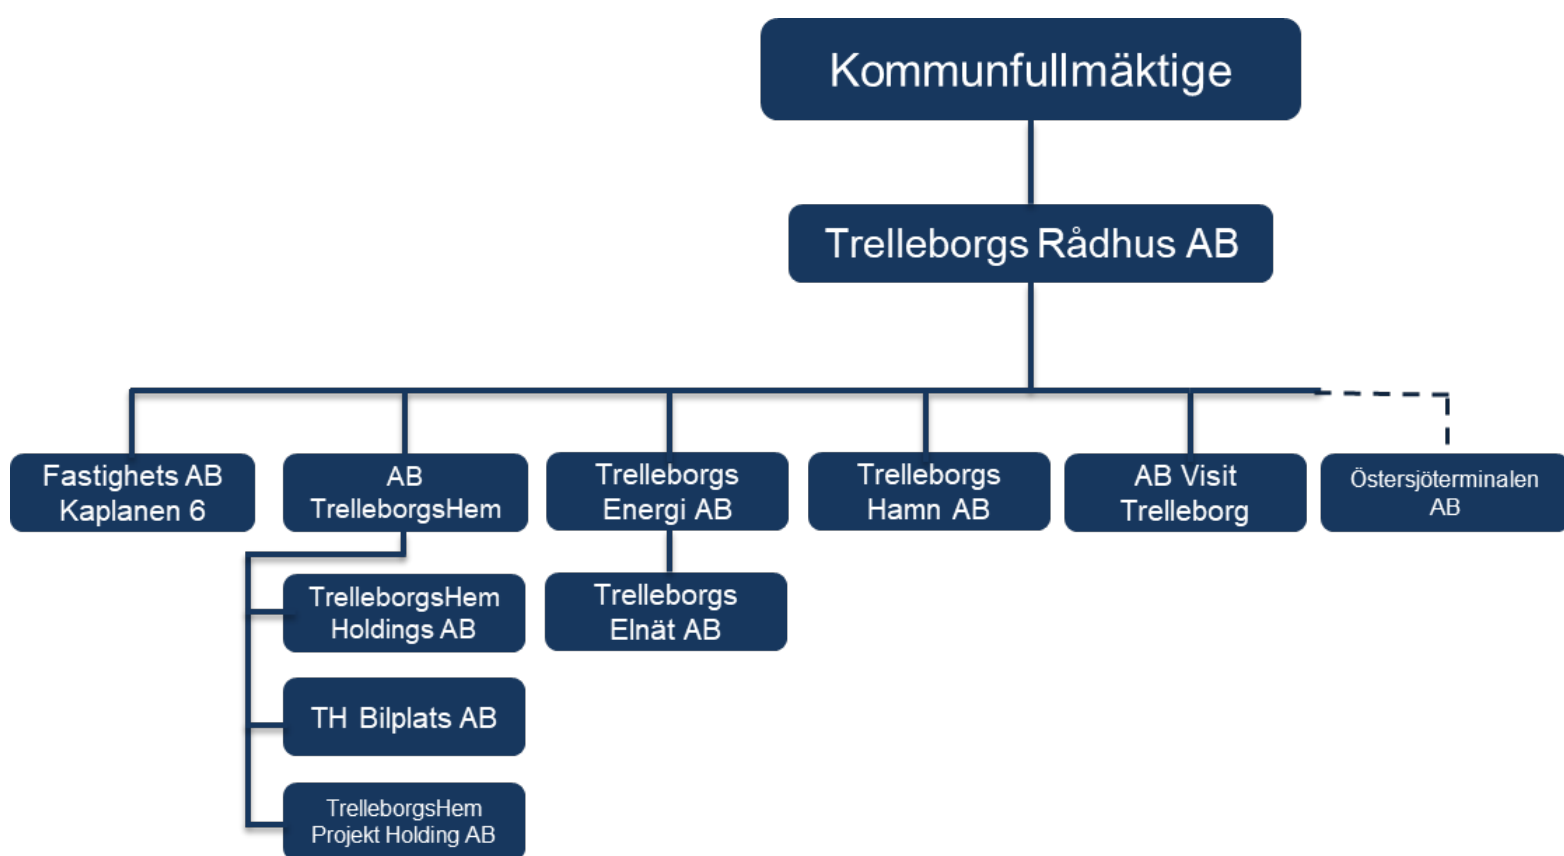 Kommunfullmäktige
Trelleborgs Rådhus AB
Fastighets AB
Kaplanen 6
AB
TrelleborgsHem
Trelleborgs
Energi AB
Trelleborgs
Hamn AB
AB Visit
Trelleborg
Östersjöterminalen
AB
TrelleborgsHem
Holdings AB
Trelleborgs
Elnät AB
TH Bilplats AB
TrelleborgsHem
Projekt Holding AB